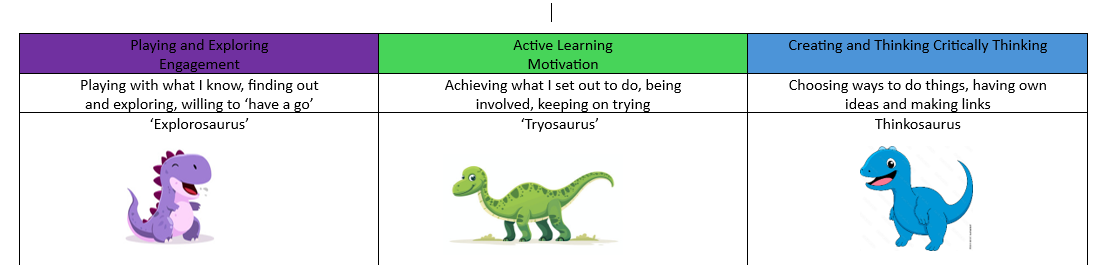 Playing and Exploring
Engagement
Active Learning
Motivation
Creating and Thinking Critically Thinking
Playing with what I know, finding out
and exploring, willing to ‘have a go’
Achieving what I set out to do, being
involved, keeping on trying
Choosing ways to do things, having own
ideas and making links
‘Explorosaurus’
‘Tryosaurus’
Thinkosaurus